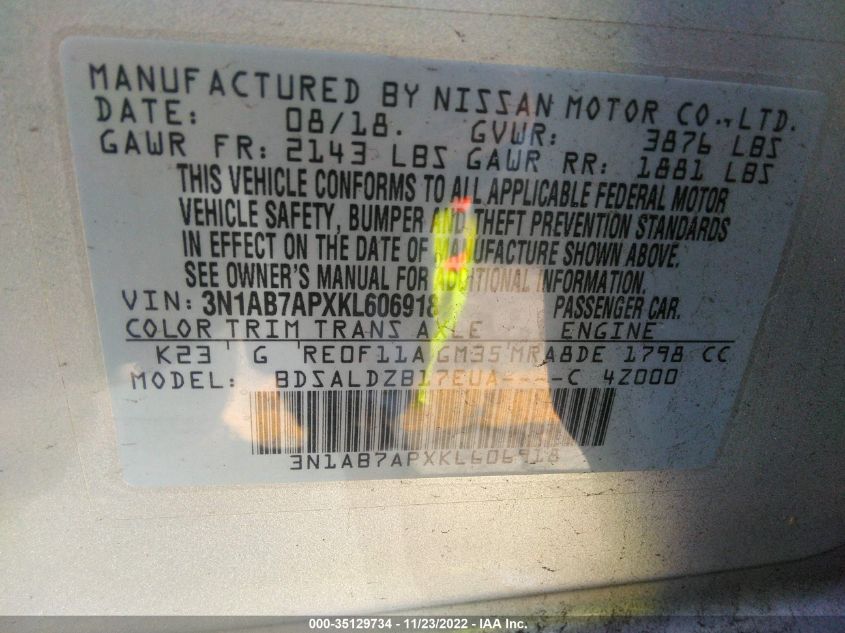 MANUFACTURED BY NISSAN MOTOR CO., LTD.
DATE: 08/18. GVWR: 3876 LBS
GAWR FR: 2143 LBS GAWR RR: 1881 LBS
THIS VEHICLE CONFORMS TO ALL APPLICABLE FEDERAL MOTOR
VEHICLE SAFETY, BUMPER AND THEFT PREVENTION STANDARDS
IN EFFECT ON THE DATE OF MANUFACTURE SHOWN ABOVE.
SEE OWNER'S MANUAL FOR ADDITIONAL INFORMATION.
VIN: 3N1AB7APXKL606918 PASSENGER CAR.
COLOR TRIM TRANS AXLE ENGINE
K23 G RE0F11A GM35 MRA8DE 1798 CC
MODEL: BDSALDZB17EUA----C 4Z000
3N1AB7APXKL606918
000-35129734 - 11/23/2022 - IAA Inc.